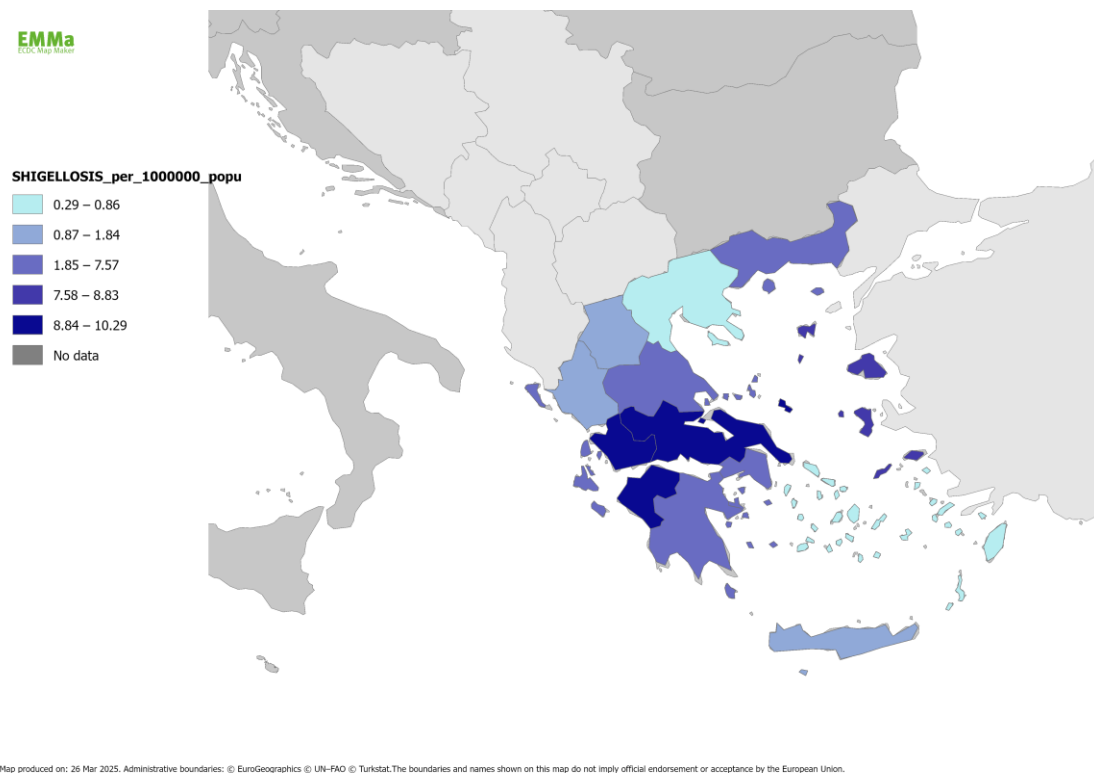 EMMa
ECDC Map Maker
SHIGELLOSIS_per_1000000_popu
0.29 – 0.86
0.87 – 1.84
1.85 – 7.57
7.58 – 8.83
8.84 – 10.29
No data
Map produced on: 26 Mar 2025. Administrative boundaries: © EuroGeographics © UN–FAO © Turkstat.The boundaries and names shown on this map do not imply official endorsement or acceptance by the European Union.